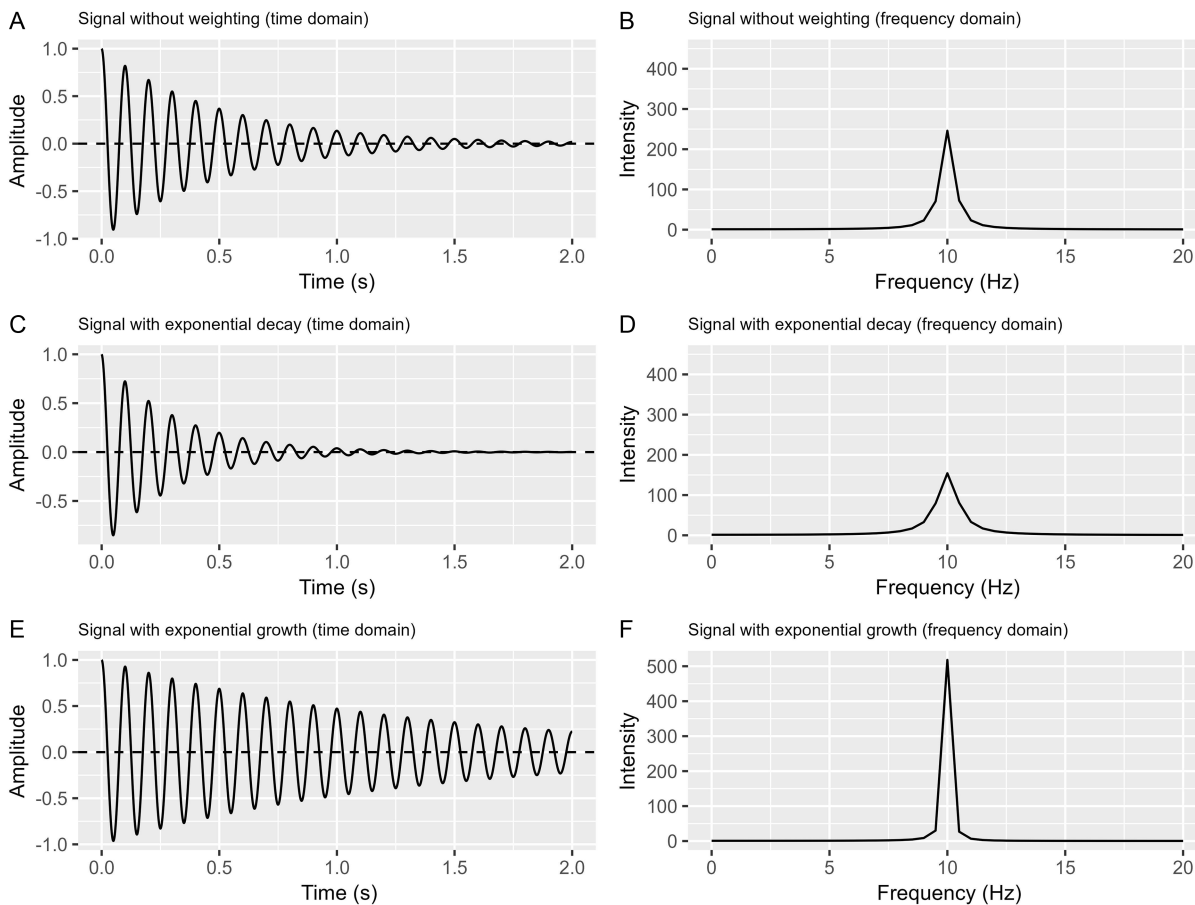 A Signal without weighting (time domain)
1.0
0.5
0.0
-0.5
-1.0
Amplitude
0.0 0.5 1.0 1.5 2.0
Time (s)
B Signal without weighting (frequency domain)
400
300
200
100
0
Intensity
0 5 10 15 20
Frequency (Hz)
C Signal with exponential decay (time domain)
1.0
0.5
0.0
-0.5
Amplitude
0.0 0.5 1.0 1.5 2.0
Time (s)
D Signal with exponential decay (frequency domain)
400
300
200
100
0
Intensity
0 5 10 15 20
Frequency (Hz)
E Signal with exponential growth (time domain)
1.0
0.5
0.0
-0.5
-1.0
Amplitude
0.0 0.5 1.0 1.5 2.0
Time (s)
F Signal with exponential growth (frequency domain)
500
400
300
200
100
0
Intensity
0 5 10 15 20
Frequency (Hz)